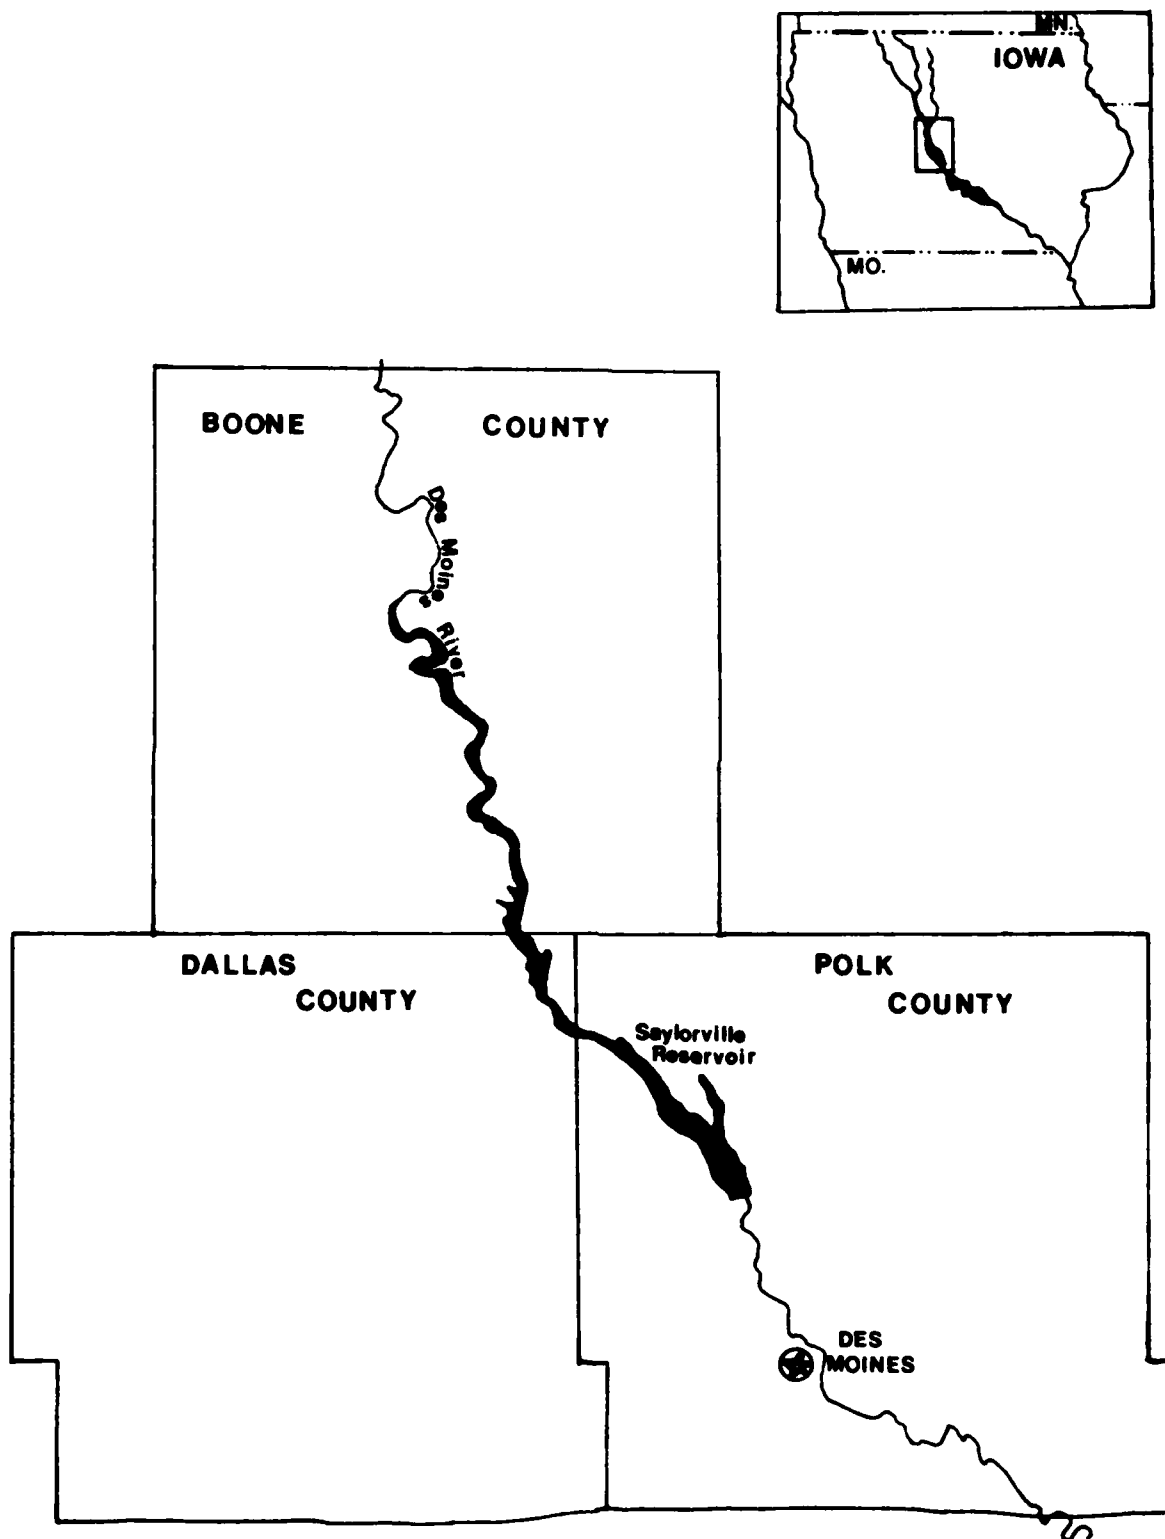 MN.
IOWA
MO.
BOONE COUNTY
Des Moines River
DALLAS
COUNTY
POLK
COUNTY
Saylorville
Reservoir
DES
MOINES